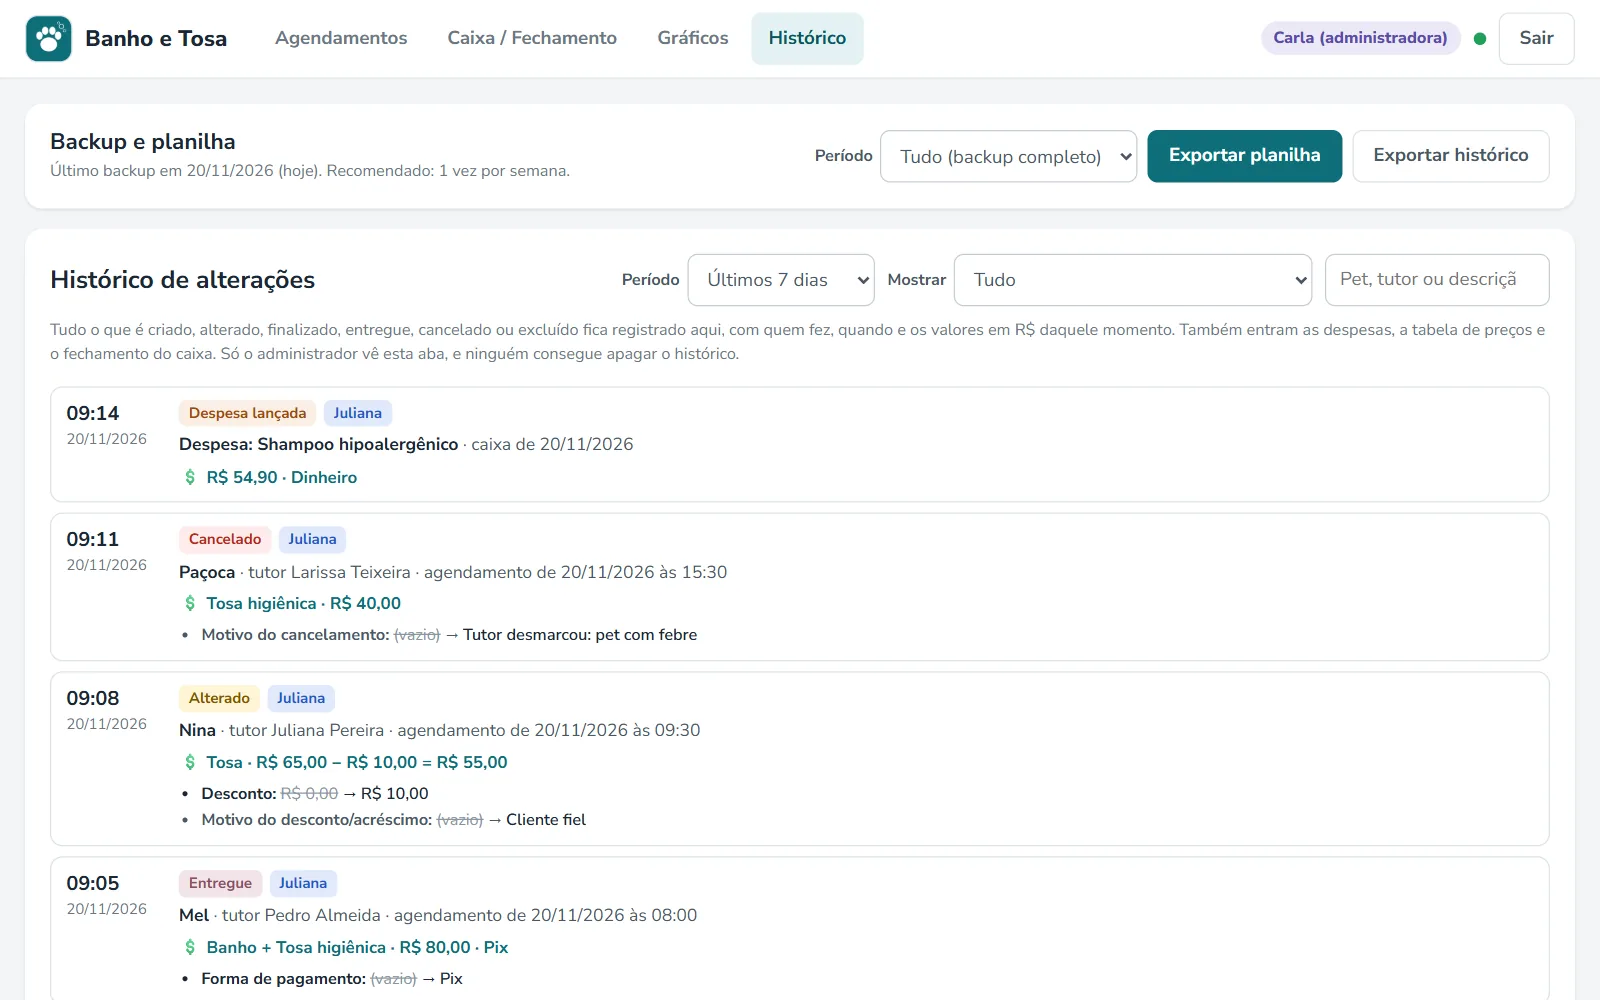 Banho e Tosa
Agendamentos
Caixa / Fechamento
Gráficos
Histórico
Carla (administradora)
Sair
Backup e planilha
Último backup em 20/11/2026 (hoje). Recomendado: 1 vez por semana.
Período
Tudo (backup completo)
Exportar planilha
Exportar histórico
Histórico de alterações
Período
Últimos 7 dias
Mostrar
Tudo
Pet, tutor ou descriçã
Tudo o que é criado, alterado, finalizado, entregue, cancelado ou excluído fica registrado aqui, com quem fez, quando e os valores em R$ daquele momento. Também entram as despesas, a tabela de preços e
o fechamento do caixa. Só o administrador vê esta aba, e ninguém consegue apagar o histórico.
09:14
20/11/2026
Despesa lançada
Juliana
Despesa: Shampoo hipoalergênico · caixa de 20/11/2026
$ R$ 54,90 · Dinheiro
09:11
20/11/2026
Cancelado
Juliana
Paçoca · tutor Larissa Teixeira · agendamento de 20/11/2026 às 15:30
$ Tosa higiênica · R$ 40,00
• Motivo do cancelamento: (vazio) → Tutor desmarcou: pet com febre
09:08
20/11/2026
Alterado
Juliana
Nina · tutor Juliana Pereira · agendamento de 20/11/2026 às 09:30
$ Tosa · R$ 65,00 − R$ 10,00 = R$ 55,00
• Desconto: R$ 0,00 → R$ 10,00
• Motivo do desconto/acréscimo: (vazio) → Cliente fiel
09:05
20/11/2026
Entregue
Juliana
Mel · tutor Pedro Almeida · agendamento de 20/11/2026 às 08:00
$ Banho + Tosa higiênica · R$ 80,00 · Pix
• Forma de pagamento: (vazio) → Pix